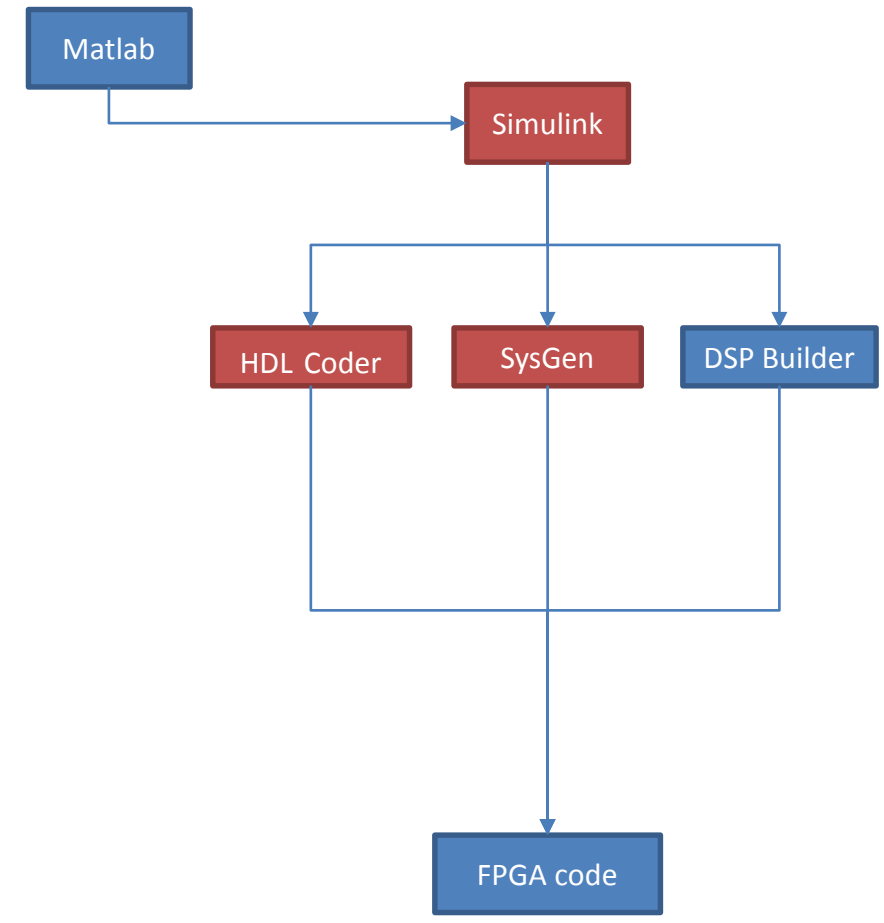 Matlab
Simulink
HDL Coder
SysGen
DSP Builder
FPGA code